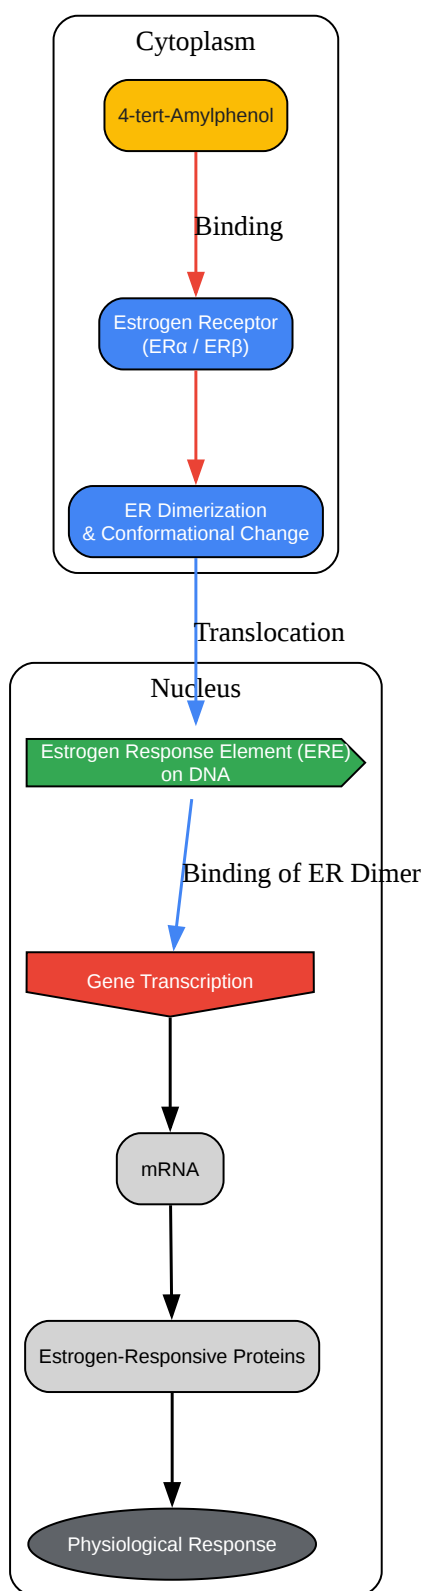 Cytoplasm
4-tert-Amylphenol
Binding
Estrogen Receptor
(ERα / ERβ)
ER Dimerization
& Conformational Change
Translocation
Nucleus
Estrogen Response Element (ERE)
on DNA
Binding of ER Dimer
Gene Transcription
mRNA
Estrogen-Responsive Proteins
Physiological Response